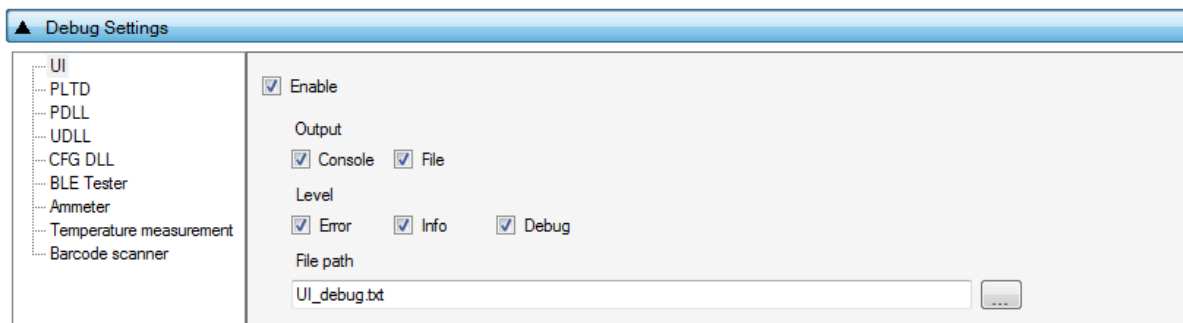 Debug Settings
UI
PLTD
PDLL
UDLL
CFG DLL
BLE Tester
Ammeter
Temperature measurement
Barcode scanner
Enable
Output
Console File
Level
Error Info Debug
File path
UI_debug.txt
...